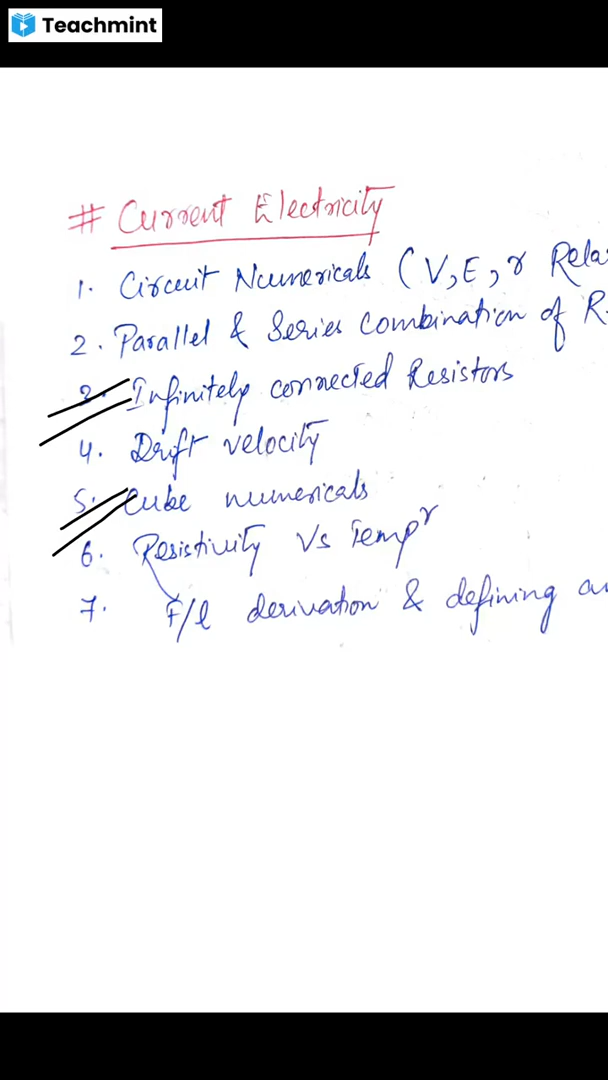 Teachmint
# Current Electricity
1. Circuit Numericals (V, E, r Rela
2. Parallel & Series Combination of R
3. Infinitely connected Resistors
4. Drift velocity
5. Cube numericals
6. Resistivity Vs Tempr
7. F/l derivation & defining